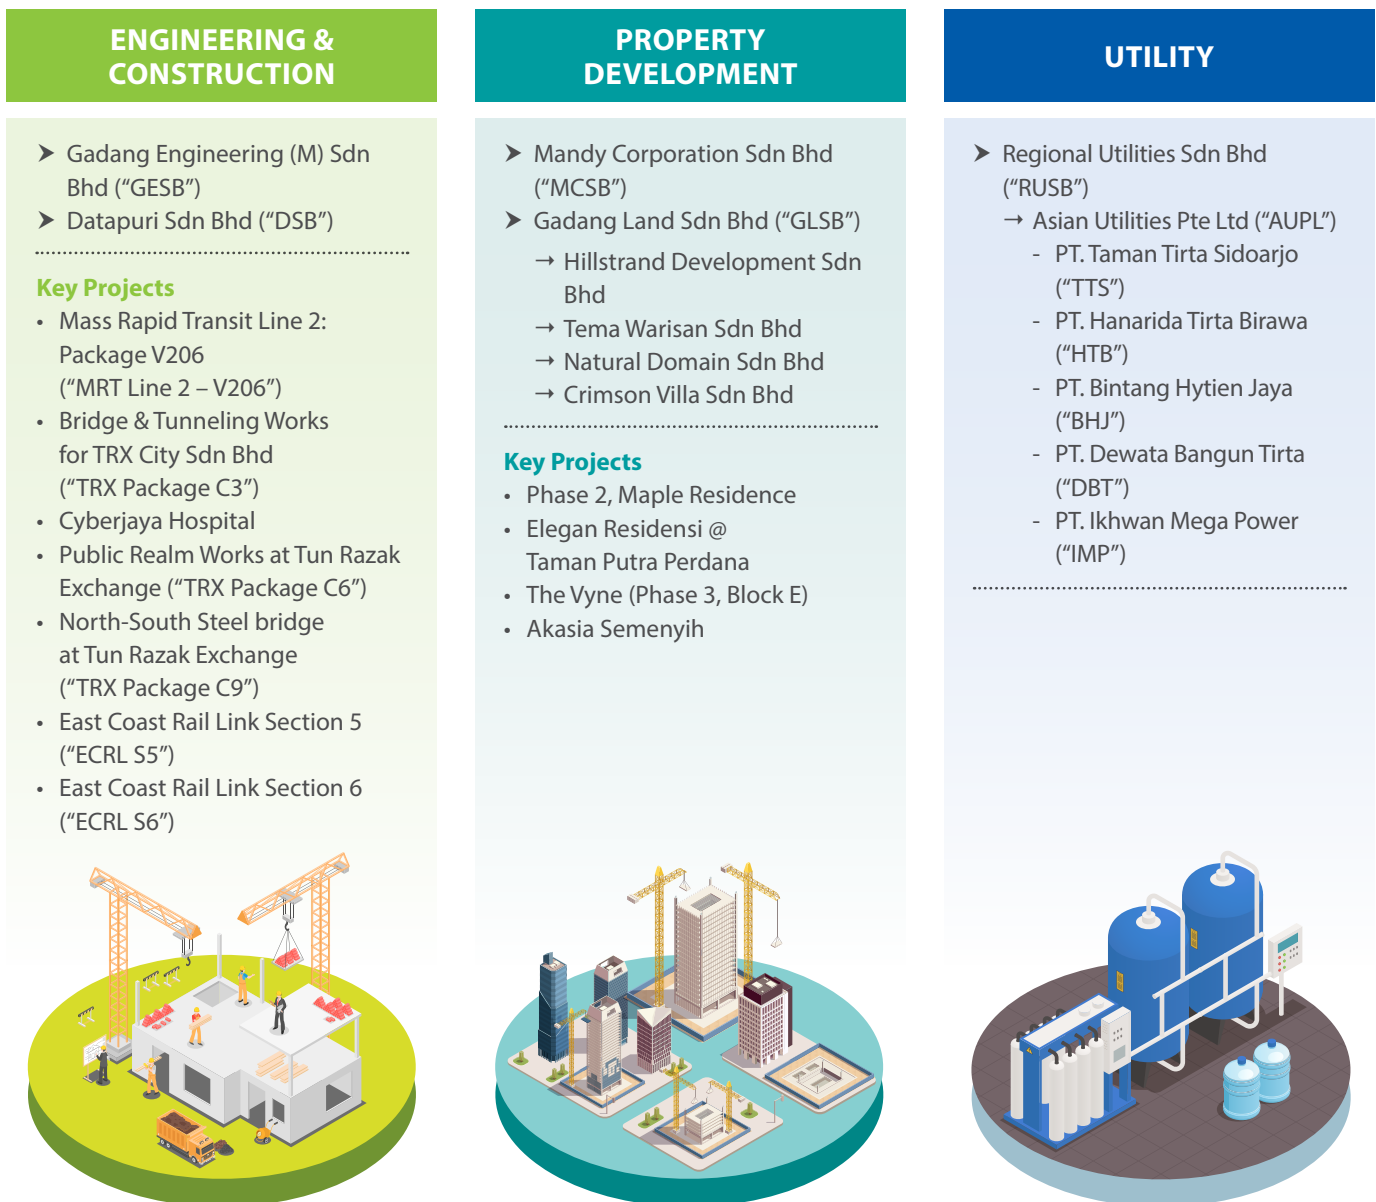 ENGINEERING &
CONSTRUCTION
➤ Gadang Engineering (M) Sdn
Bhd (“GESB”)
➤ Datapuri Sdn Bhd (“DSB”)
Key Projects
• Mass Rapid Transit Line 2:
Package V206
(“MRT Line 2 – V206”)
• Bridge & Tunneling Works
for TRX City Sdn Bhd
(“TRX Package C3”)
• Cyberjaya Hospital
• Public Realm Works at Tun Razak
Exchange (“TRX Package C6”)
• North-South Steel bridge
at Tun Razak Exchange
(“TRX Package C9”)
• East Coast Rail Link Section 5
(“ECRL S5”)
• East Coast Rail Link Section 6
(“ECRL S6”)
PROPERTY
DEVELOPMENT
➤ Mandy Corporation Sdn Bhd
(“MCSB”)
➤ Gadang Land Sdn Bhd (“GLSB”)
→ Hillstrand Development Sdn
Bhd
→ Tema Warisan Sdn Bhd
→ Natural Domain Sdn Bhd
→ Crimson Villa Sdn Bhd
Key Projects
• Phase 2, Maple Residence
• Elegan Residensi @
Taman Putra Perdana
• The Vyne (Phase 3, Block E)
• Akasia Semenyih
UTILITY
➤ Regional Utilities Sdn Bhd
(“RUSB”)
→ Asian Utilities Pte Ltd (“AUPL”)
- PT. Taman Tirta Sidoarjo
(“TTS”)
- PT. Hanarida Tirta Birawa
(“HTB”)
- PT. Bintang Hytien Jaya
(“BHJ”)
- PT. Dewata Bangun Tirta
(“DBT”)
- PT. Ikhwan Mega Power
(“IMP”)